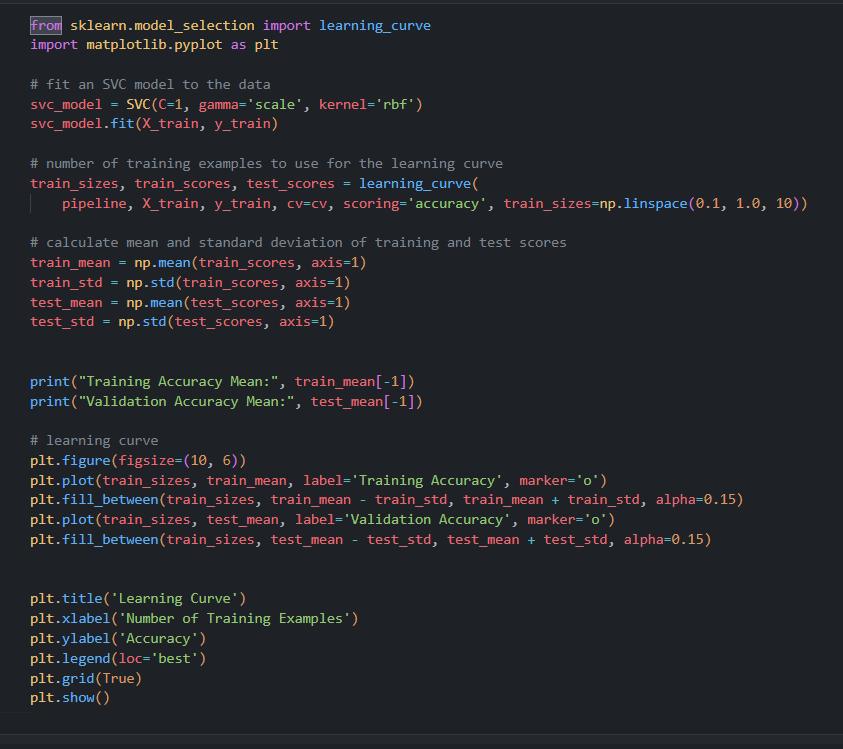 from sklearn.model_selection import learning_curve
import matplotlib.pyplot as plt
# fit an SVC model to the data
svc_model = SVC(C=1, gamma='scale', kernel='rbf')
svc_model.fit(X_train, y_train)
# number of training examples to use for the learning curve
train_sizes, train_scores, test_scores = learning_curve(
    pipeline, X_train, y_train, cv=cv, scoring='accuracy', train_sizes=np.linspace(0.1, 1.0, 10))
# calculate mean and standard deviation of training and test scores
train_mean = np.mean(train_scores, axis=1)
train_std = np.std(train_scores, axis=1)
test_mean = np.mean(test_scores, axis=1)
test_std = np.std(test_scores, axis=1)
print("Training Accuracy Mean:", train_mean[-1])
print("Validation Accuracy Mean:", test_mean[-1])
# learning curve
plt.figure(figsize=(10, 6))
plt.plot(train_sizes, train_mean, label='Training Accuracy', marker='o')
plt.fill_between(train_sizes, train_mean - train_std, train_mean + train_std, alpha=0.15)
plt.plot(train_sizes, test_mean, label='Validation Accuracy', marker='o')
plt.fill_between(train_sizes, test_mean - test_std, test_mean + test_std, alpha=0.15)
plt.title('Learning Curve')
plt.xlabel('Number of Training Examples')
plt.ylabel('Accuracy')
plt.legend(loc='best')
plt.grid(True)
plt.show()